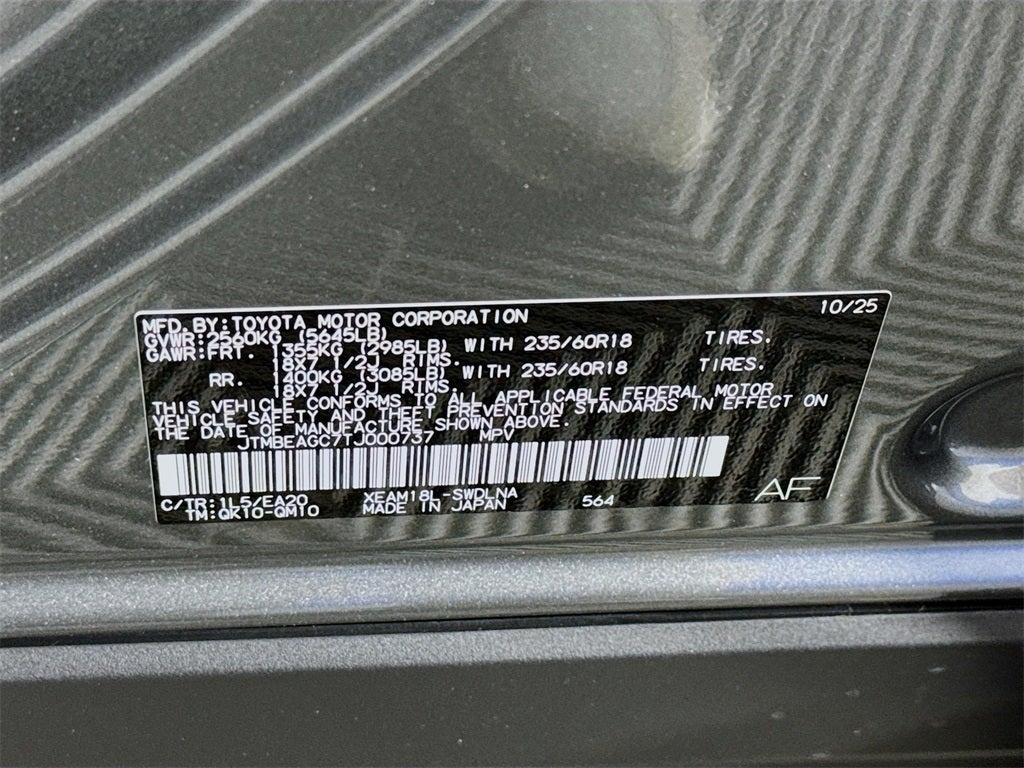 MFD.BY:TOYOTA MOTOR CORPORATION 10/25
GVWR:2560KG (5645LB)
GAWR:FRT. 1355KG (2985LB) WITH 235/60R18 TIRES.
18X7 1/2J RTMS.
RR. 1400KG (3085LB) WITH 235/60R18 TIRES.
18X7 1/2J RTMS.
THIS VEHICLE CONFORMS TO ALL APPLICABLE FEDERAL MOTOR
VEHICLE SAFETY AND THEFT PREVENTION STANDARDS IN EFFECT ON
THE DATE OF MANUFACTURE SHOWN ABOVE.
JTMBEAGC7TJ000737 MPV
C/TR:1L5/EA20 XEAM18L-SWDLNA 564 AF
TM:QK10-QM10 MADE IN JAPAN